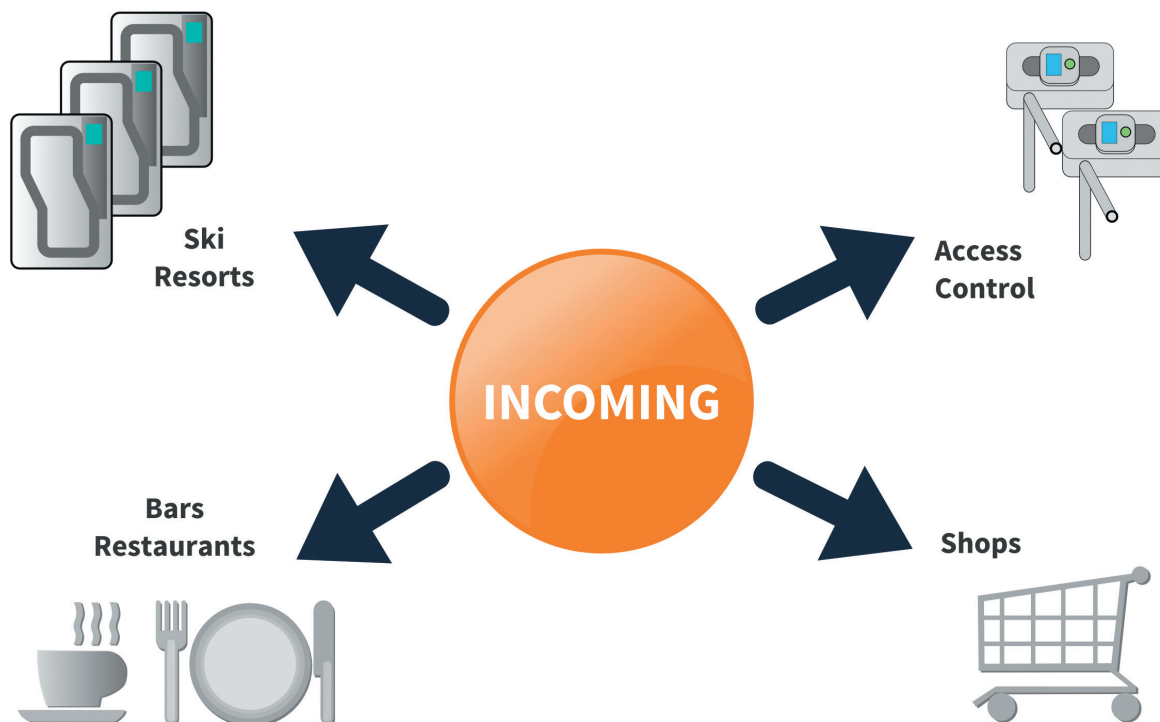 Ski
Resorts
Access
Control
INCOMING
Bars
Restaurants
Shops